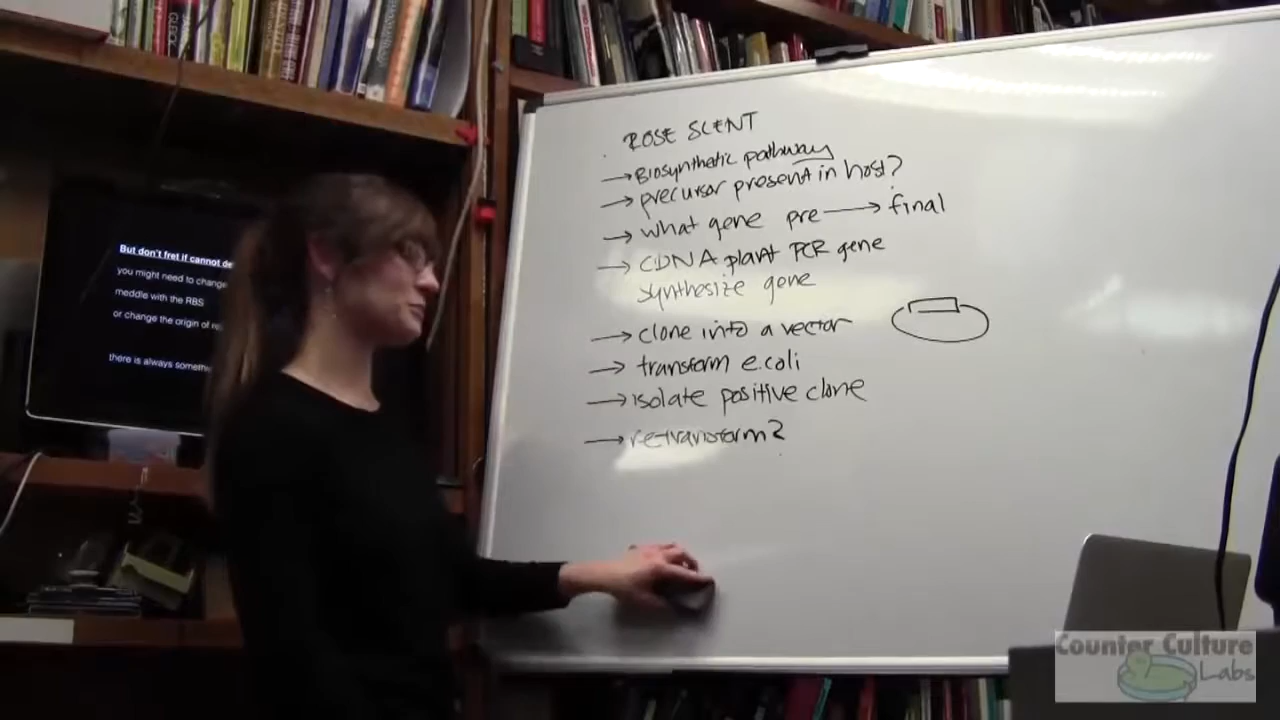 ROSE SCENT
→ Biosynthetic pathway
→ precursor present in host?
→ what gene pre → final
→ cDNA plant PCR gene
synthesize gene
→ clone into a vector
→ transform e.coli
→ isolate positive clone
→ retransform?
But don't fret if cannot de
you might need to change
meddle with the RBS
or change the origin of re
there is always somethi
Counter Culture
Labs